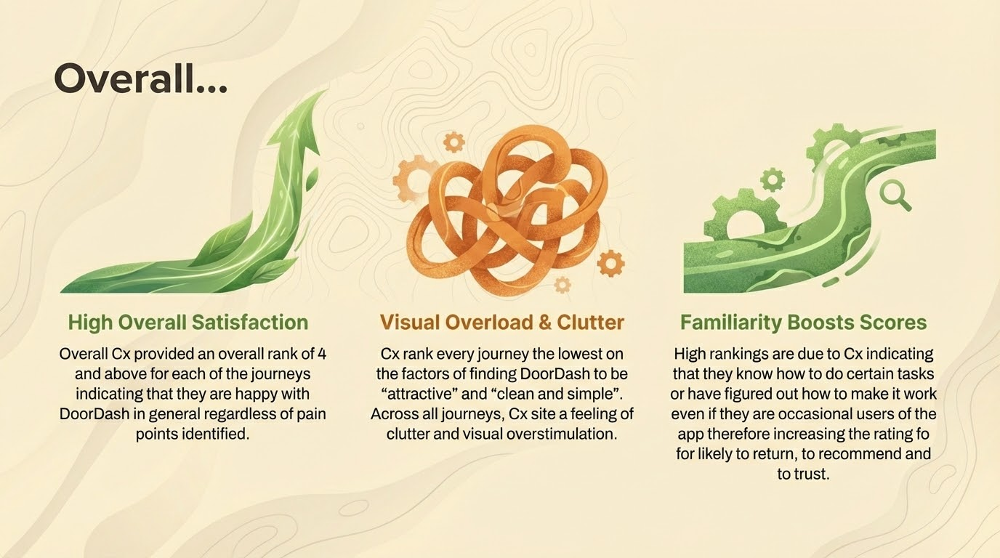 Overall...
High Overall Satisfaction
Overall Cx provided an overall rank of 4
and above for each of the journeys
indicating that they are happy with
DoorDash in general regardless of pain
points identified.
Visual Overload & Clutter
Cx rank every journey the lowest on
the factors of finding DoorDash to be
“attractive” and “clean and simple”.
Across all journeys, Cx site a feeling of
clutter and visual overstimulation.
Familiarity Boosts Scores
High rankings are due to Cx indicating
that they know how to do certain tasks
or have figured out how to make it work
even if they are occasional users of the
app therefore increasing the rating fo
for likely to return, to recommend and
to trust.